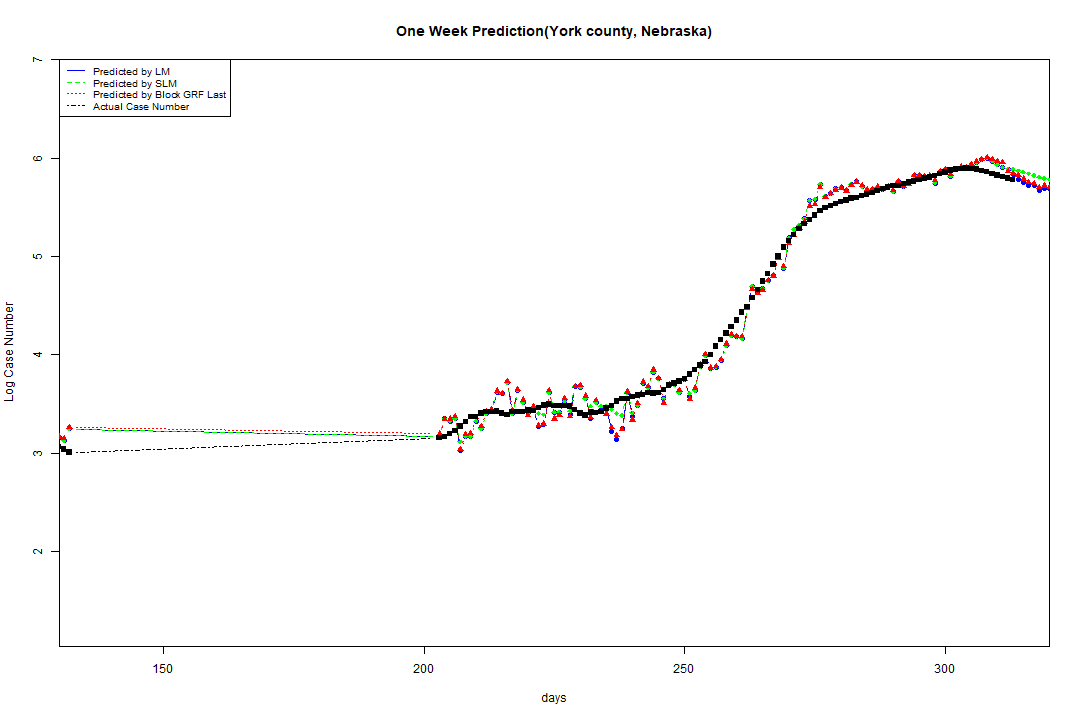 One Week Prediction(York county, Nebraska)
7
Predicted by LM
Predicted by SLM
Predicted by Block GRF Last
Actual Case Number
6
5
4
3
2
Log Case Number
150
200
250
300
days